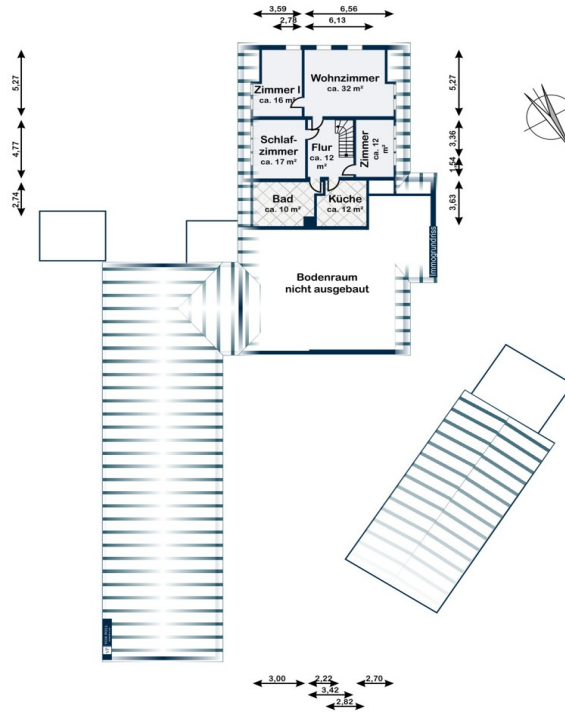 3,59
6,56
2,78
6,13
5,27
4,77
2,74
5,27
3,36
1,54
3,63
Zimmer I
ca. 16 m²
Wohnzimmer
ca. 32 m²
Schlaf-
zimmer
ca. 17 m²
Flur
ca. 12
m²
Zimmer
ca. 12
m²
Bad
ca. 10 m²
Küche
ca. 12 m²
immogrundriss
Bodenraum
nicht ausgebaut
3,00
2,22
2,70
3,42
2,82